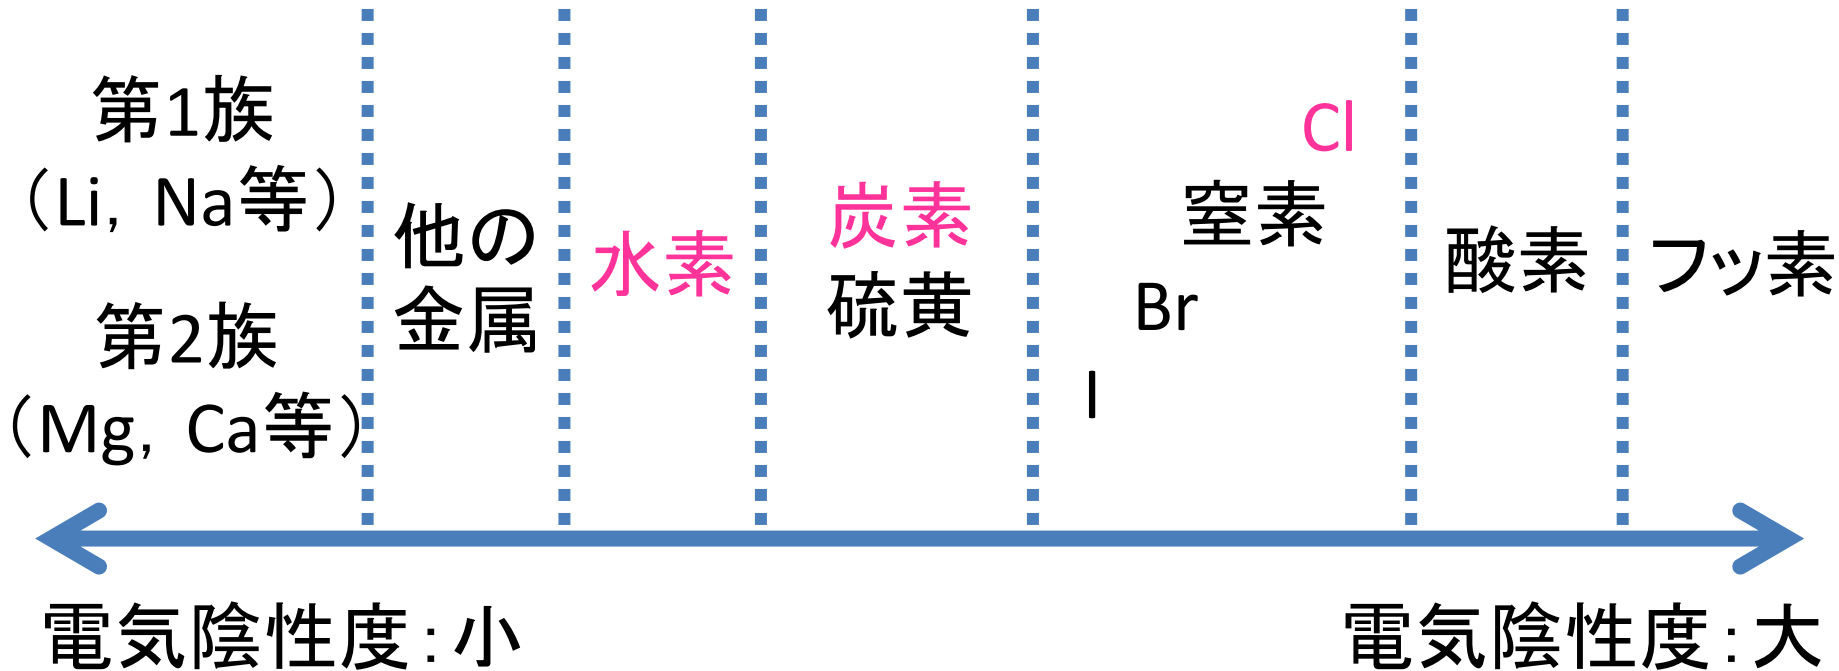 第1族
（Li, Na等）
第2族
（Mg, Ca等）
他の
金属
水素
炭素
硫黄
Cl
窒素
Br
I
酸素
フッ素
電気陰性度：小
電気陰性度：大